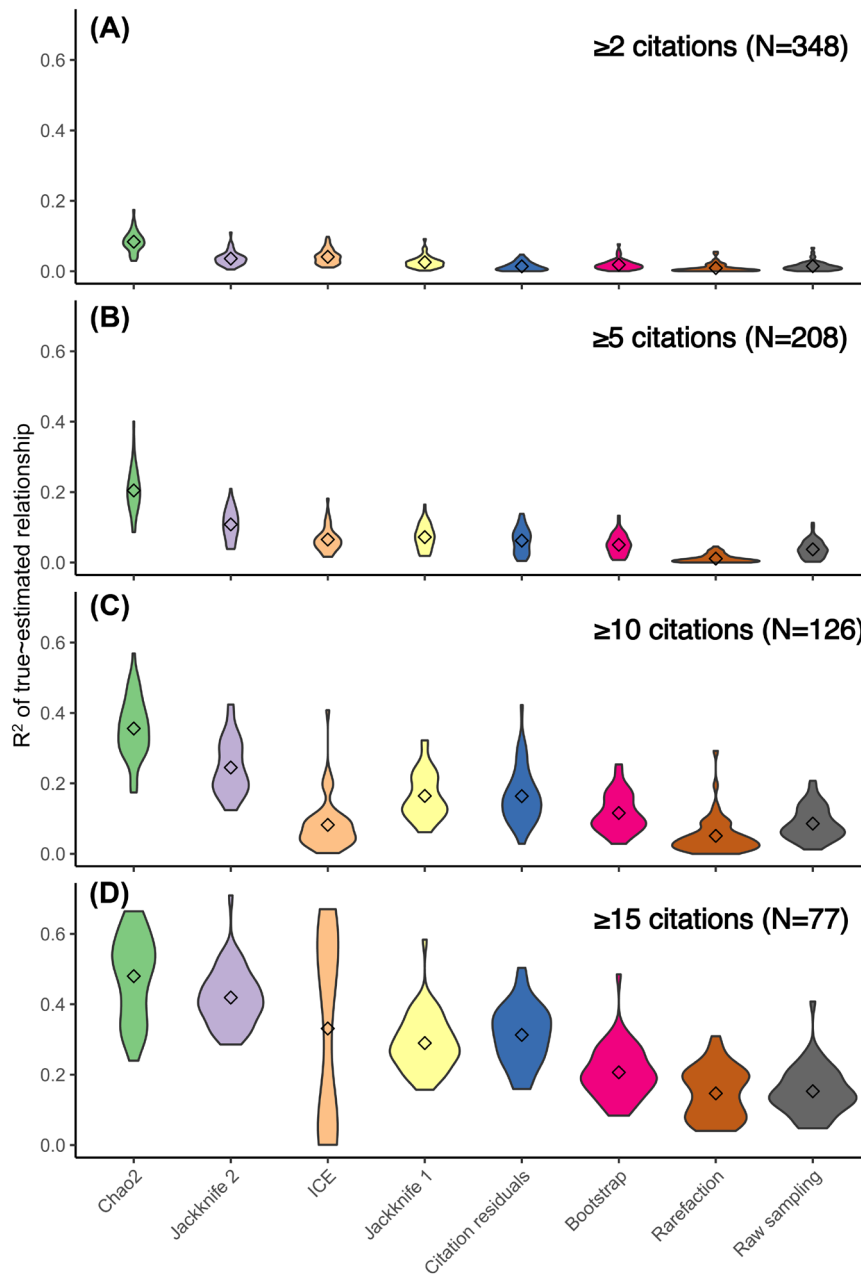 (A)
≥2 citations (N=348)
0.6
0.4
0.2
0.0
(B)
≥5 citations (N=208)
0.6
0.4
0.2
0.0
R² of true~estimated relationship
(C)
≥10 citations (N=126)
0.6
0.4
0.2
0.0
(D)
≥15 citations (N=77)
0.6
0.4
0.2
0.0
Chao2
Jackknife 2
ICE
Jackknife 1
Citation residuals
Bootstrap
Rarefaction
Raw sampling